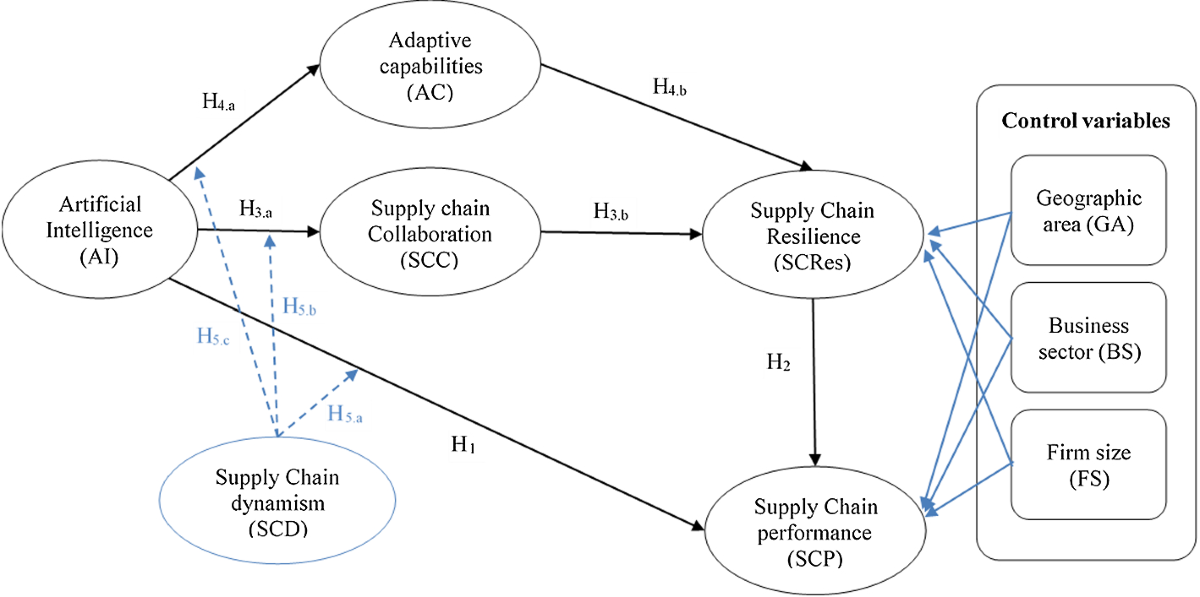 Adaptive
capabilities
(AC)
H4.a
H4.b
Control variables
Artificial
Intelligence
(AI)
H3.a
Supply chain
Collaboration
(SCC)
H3.b
Supply Chain
Resilience
(SCRes)
Geographic
area (GA)
H5.b
H5.c
H5.a
H2
Business
sector (BS)
H1
Supply Chain
dynamism
(SCD)
Supply Chain
performance
(SCP)
Firm size
(FS)